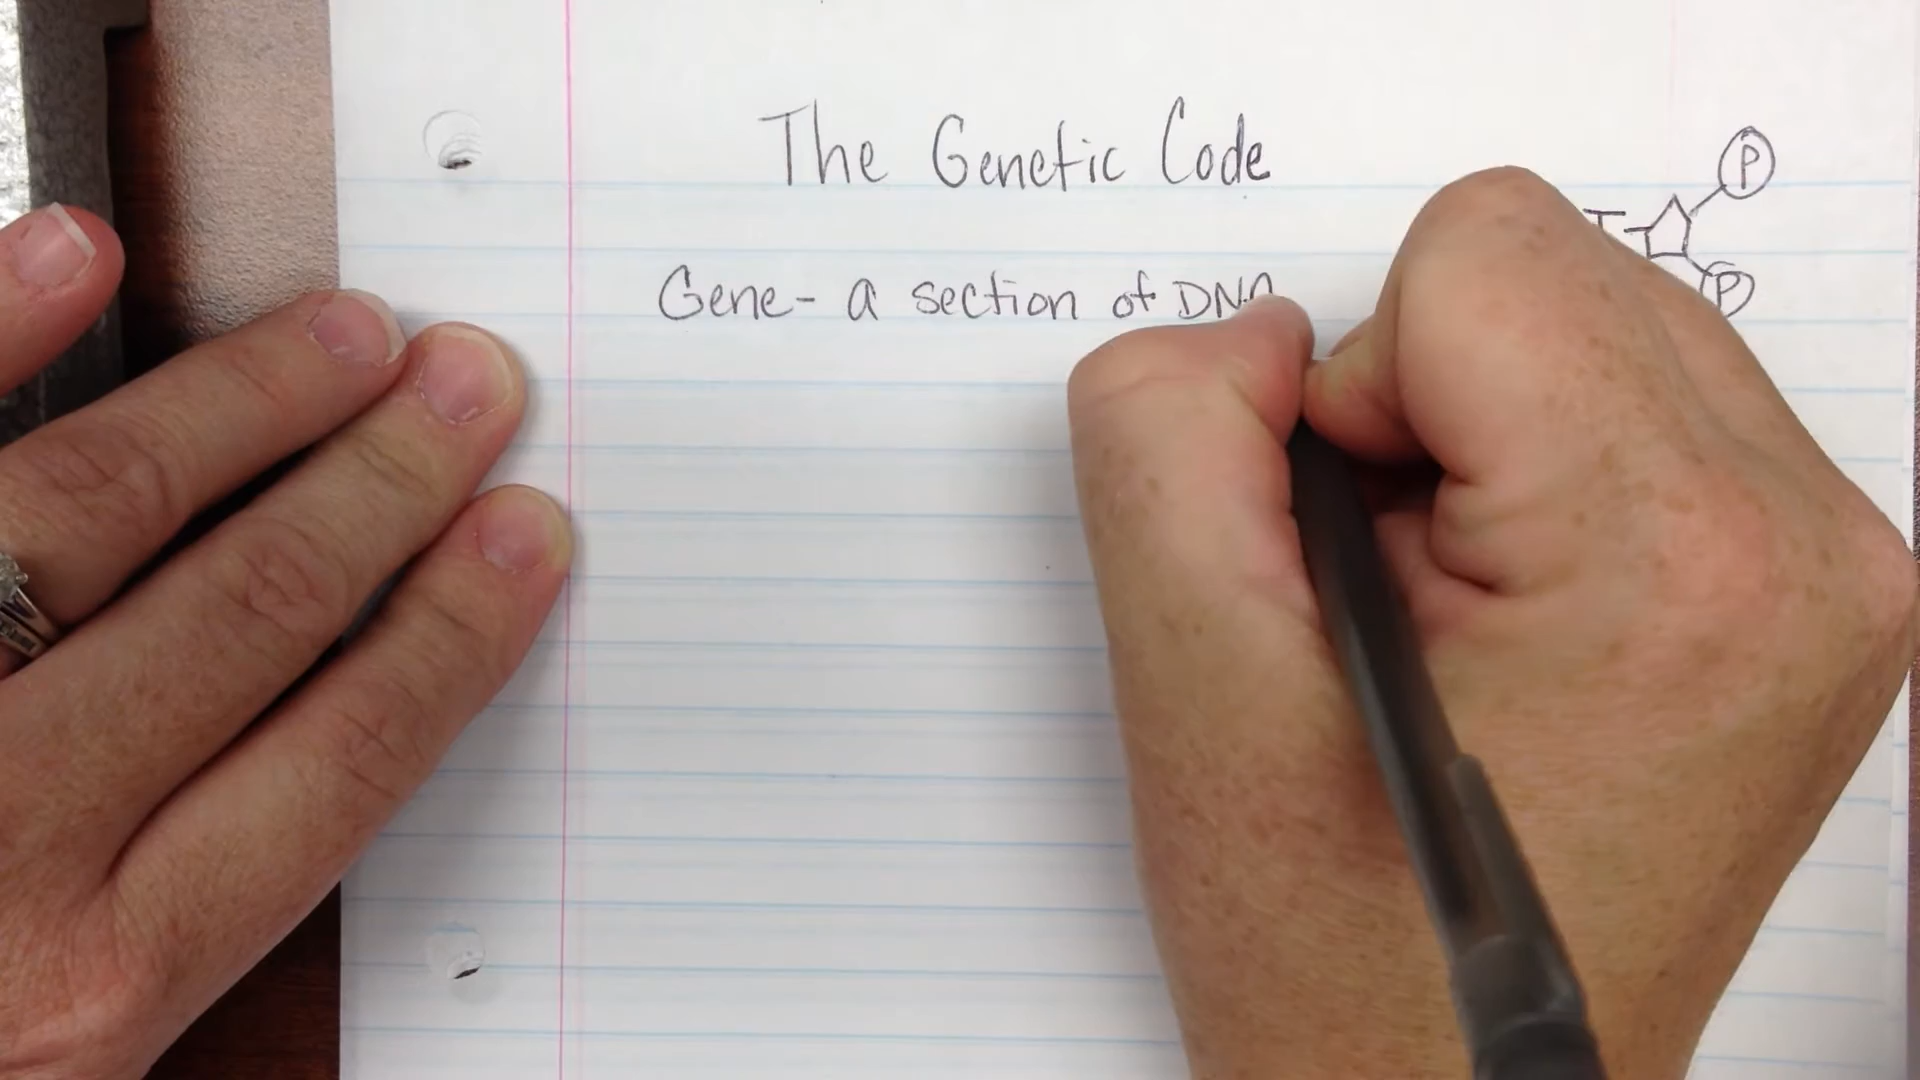 The Genetic Code
Gene- a section of DNA
P
T
P